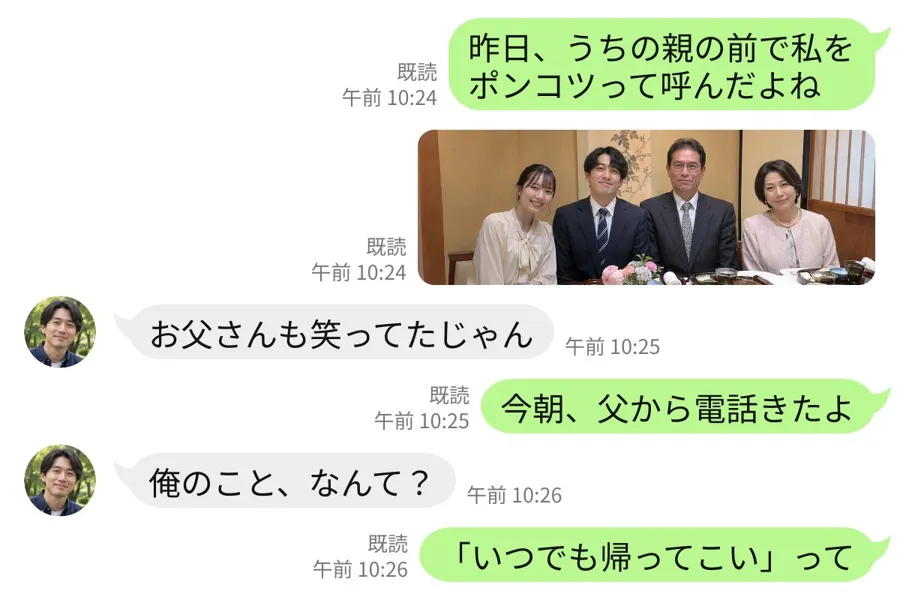 昨日、うちの親の前で私を
ポンコツって呼んだよね
既読
午前 10:24
既読
午前 10:24
お父さんも笑ってたじゃん
午前 10:25
今朝、父から電話きたよ
既読
午前 10:25
俺のこと、なんて？
午前 10:26
「いつでも帰ってこい」って
既読
午前 10:26